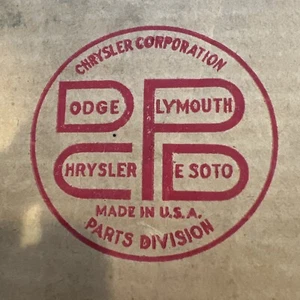 CHRYSLER CORPORATION
DODGE PLYMOUTH
CHRYSLER DE SOTO
MADE IN U.S.A.
PARTS DIVISION